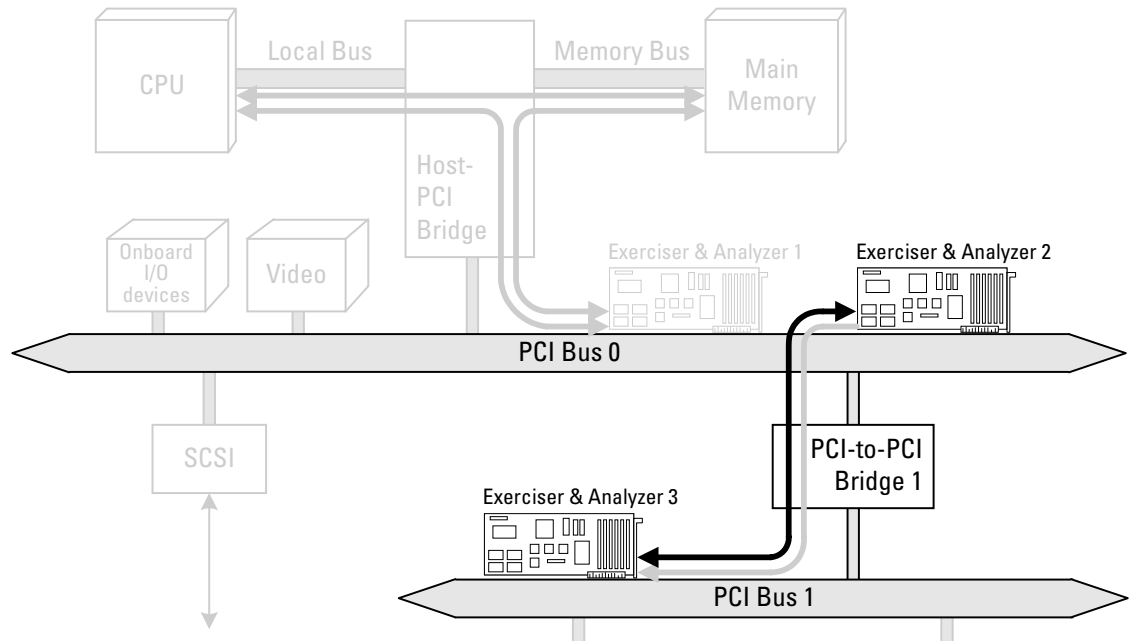 Local Bus
Memory Bus
CPU
Main
Memory
Host-
PCI
Bridge
Onboard
I/O
devices
Video
Exerciser & Analyzer 1
Exerciser & Analyzer 2
PCI Bus 0
SCSI
PCI-to-PCI
Bridge 1
Exerciser & Analyzer 3
PCI Bus 1